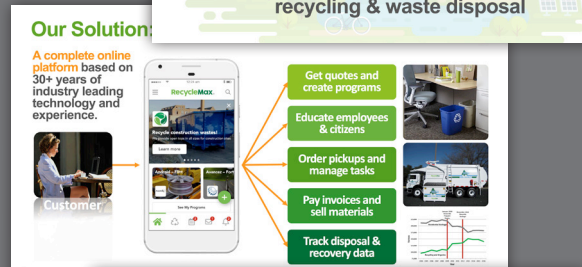 recycling & waste disposal
Our Solution:
A complete online
platform based on
30+ years of
industry leading
technology and
experience.
Customer
RecycleMax
Recycle construction wastes!
Learn more
See My Programs
Get quotes and
create programs
Educate employees
& citizens
Order pickups and
manage tasks
Pay invoices and
sell materials
Track disposal &
recovery data